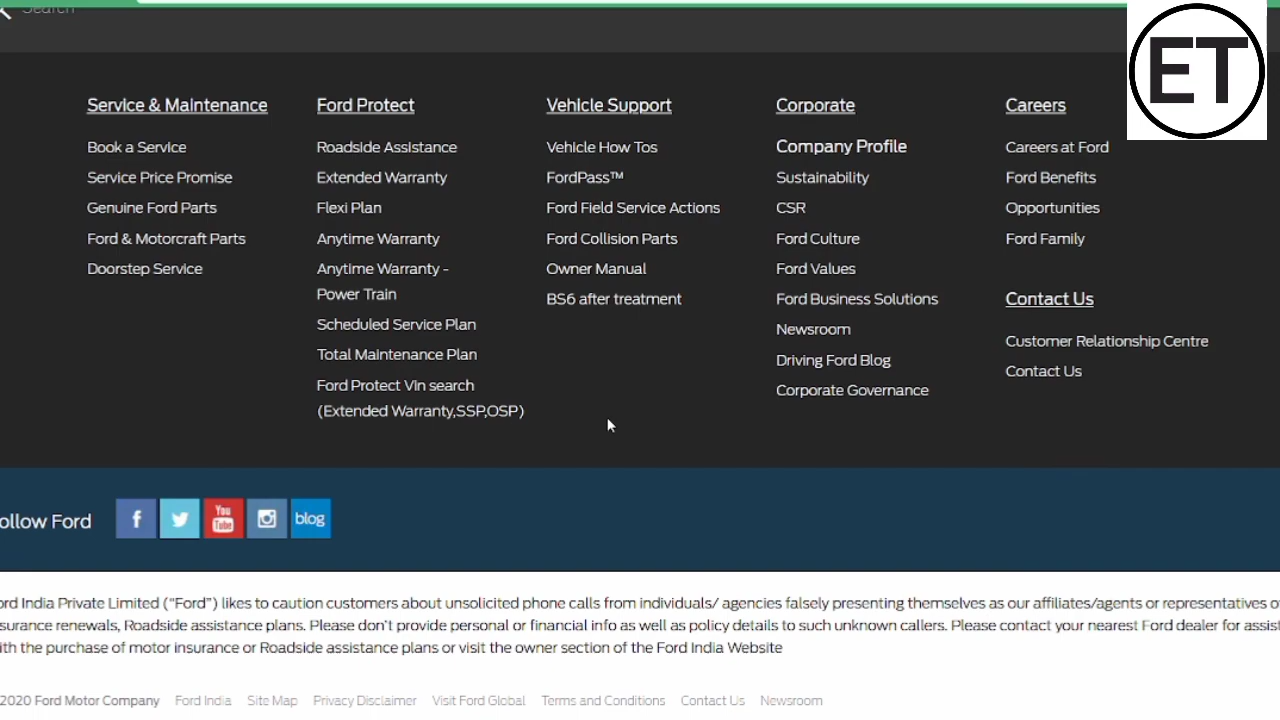 Search
ET
Service & Maintenance
Book a Service
Service Price Promise
Genuine Ford Parts
Ford & Motorcraft Parts
Doorstep Service
Ford Protect
Roadside Assistance
Extended Warranty
Flexi Plan
Anytime Warranty
Anytime Warranty -
Power Train
Scheduled Service Plan
Total Maintenance Plan
Ford Protect Vin search
(Extended Warranty,SSP,OSP)
Vehicle Support
Vehicle How Tos
FordPass™
Ford Field Service Actions
Ford Collision Parts
Owner Manual
BS6 after treatment
Corporate
Company Profile
Sustainability
CSR
Ford Culture
Ford Values
Ford Business Solutions
Newsroom
Driving Ford Blog
Corporate Governance
Careers
Careers at Ford
Ford Benefits
Opportunities
Ford Family
Contact Us
Customer Relationship Centre
Contact Us
ollow Ford
f
You Tube
blog
ord India Private Limited (“Ford”) likes to caution customers about unsolicited phone calls from individuals/ agencies falsely presenting themselves as our affiliates/agents or representatives
surance renewals, Roadside assistance plans. Please don’t provide personal or financial info as well as policy details to such unknown callers. Please contact your nearest Ford dealer for assist
ith the purchase of motor insurance or Roadside assistance plans or visit the owner section of the Ford India Website
2020 Ford Motor Company Ford India Site Map Privacy Disclaimer Visit Ford Global Terms and Conditions Contact Us Newsroom